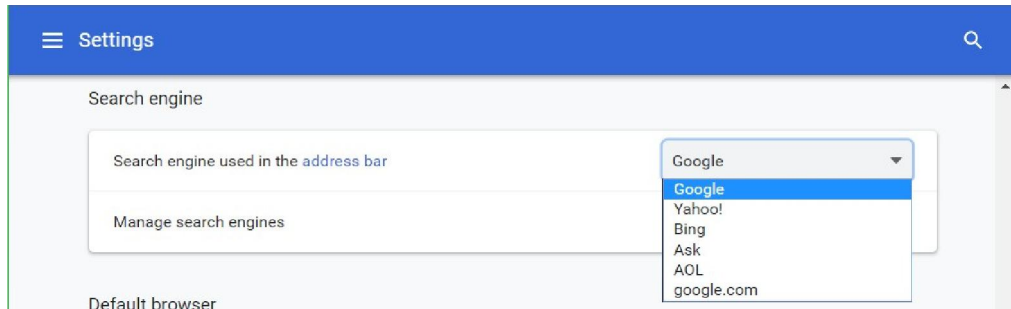 Settings
Search engine
Search engine used in the address bar
Google
Google
Yahoo!
Manage search engines
Bing
Ask
AOL
google.com
Default browser